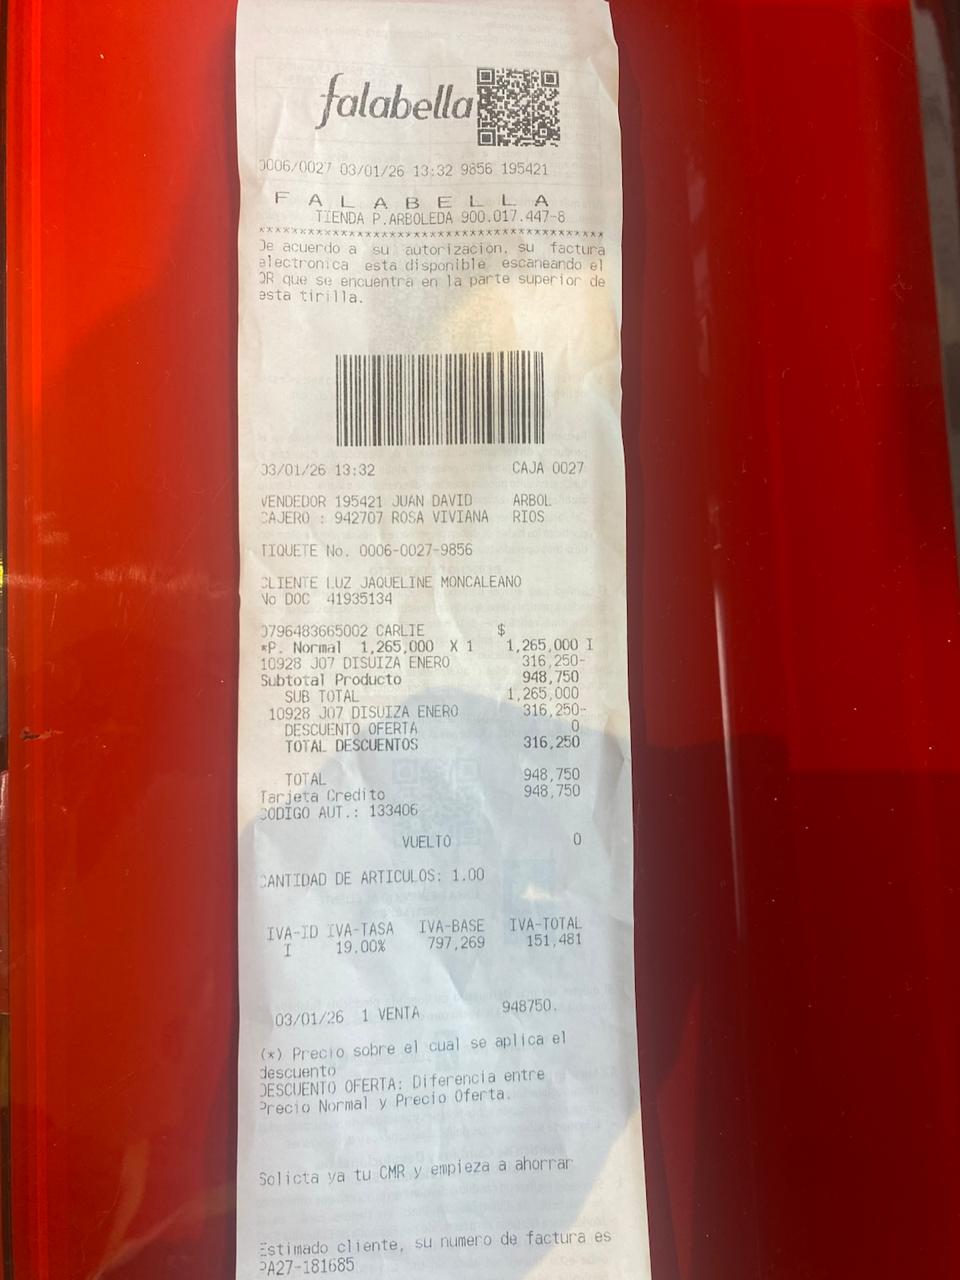 falabella
0006/0027 03/01/26 13:32 9856 195421
F A L A B E L L A
TIENDA P.ARBOLEDA 900.017.447-8
************************************************
De acuerdo a su autorizacion, su factura
electronica esta disponible escaneando el
QR que se encuentra en la parte superior de
esta tirilla.
03/01/26 13:32 CAJA 0027
VENDEDOR 195421 JUAN DAVID ARBOL
CAJERO : 942707 ROSA VIVIANA RIOS
TIQUETE No. 0006-0027-9856
CLIENTE LUZ JAQUELINE MONCALEANO
No DOC 41935134
0796483665002 CARLIE $
*P. Normal 1,265,000 X 1 1,265,000 I
10928 J07 DISUIZA ENERO 316,250-
Subtotal Producto 948,750
SUB TOTAL 1,265,000
10928 J07 DISUIZA ENERO 316,250-
DESCUENTO OFERTA 0
TOTAL DESCUENTOS 316,250
TOTAL 948,750
Tarjeta Credito 948,750
CODIGO AUT.: 133406
VUELTO 0
CANTIDAD DE ARTICULOS: 1.00
IVA-ID IVA-TASA IVA-BASE IVA-TOTAL
I 19.00% 797,269 151,481
03/01/26 1 VENTA 948750.
(*) Precio sobre el cual se aplica el
descuento
DESCUENTO OFERTA: Diferencia entre
Precio Normal y Precio Oferta.
Solicta ya tu CMR y empieza a ahorrar
Estimado cliente, su numero de factura es
PA27-181685